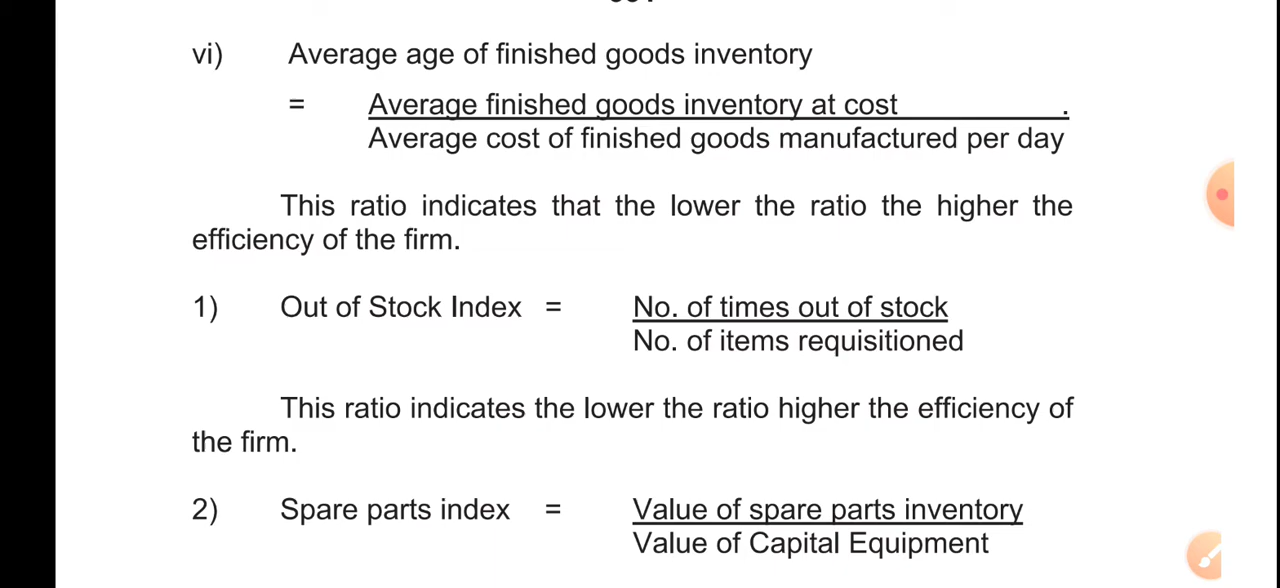 vi) Average age of finished goods inventory
= Average finished goods inventory at cost .
Average cost of finished goods manufactured per day
This ratio indicates that the lower the ratio the higher the
efficiency of the firm.
1) Out of Stock Index = No. of times out of stock
No. of items requisitioned
This ratio indicates the lower the ratio higher the efficiency of
the firm.
2) Spare parts index = Value of spare parts inventory
Value of Capital Equipment